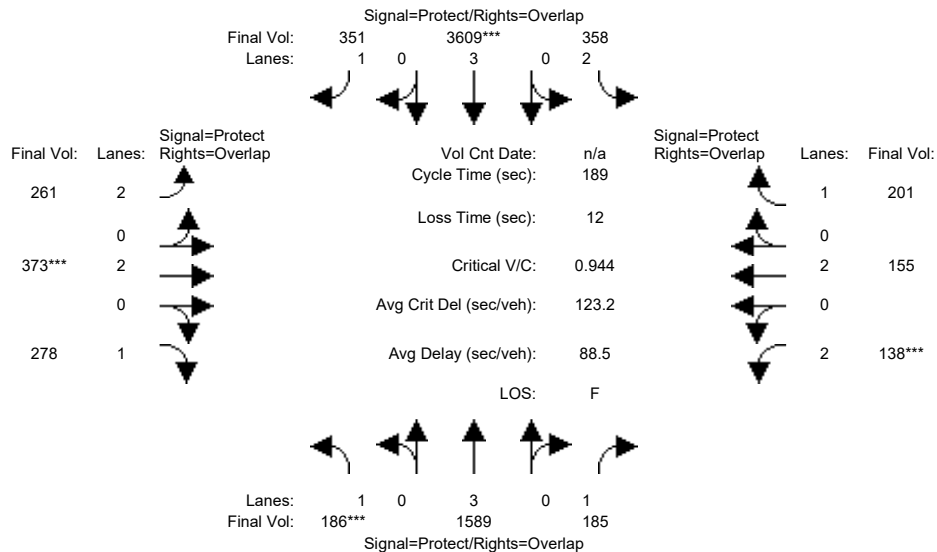 Signal=Protect/Rights=Overlap
Final Vol: 351 3609*** 358
Lanes: 1 0 3 0 2
Signal=Protect
Final Vol: Lanes: Rights=Overlap
Vol Cnt Date: n/a
Signal=Protect
Rights=Overlap Lanes: Final Vol:
Cycle Time (sec): 189
261 2
1 201
Loss Time (sec): 12
0
0
373*** 2
Critical V/C: 0.944
2 155
0
Avg Crit Del (sec/veh): 123.2
0
278 1
Avg Delay (sec/veh): 88.5
2 138***
LOS: F
Lanes: 1 0 3 0 1
Final Vol: 186*** 1589 185
Signal=Protect/Rights=Overlap